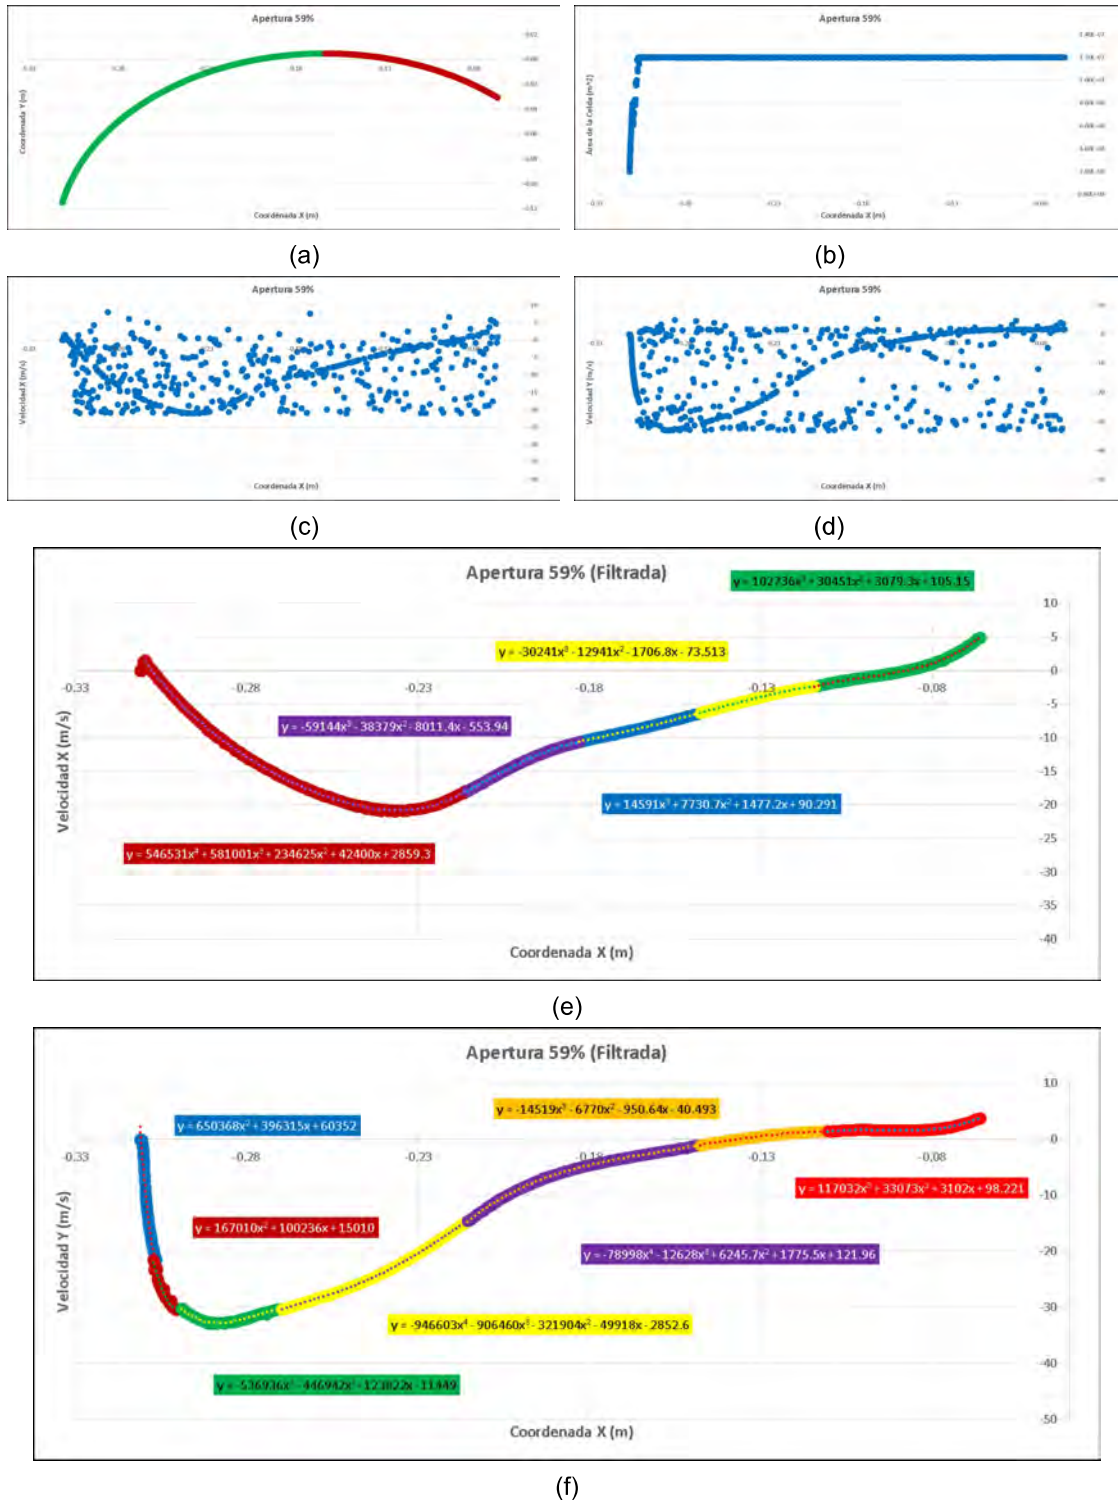 Apertura 59%
Coordenada Y (m)
Coordenada X (m)
(a)
Apertura 59%
Área de la Celda (m^2)
Coordenada X (m)
(b)
Apertura 59%
Velocidad X (m/s)
Coordenada X (m)
(c)
Apertura 59%
Velocidad Y (m/s)
Coordenada X (m)
(d)
Apertura 59% (Filtrada)
y = 102736x³ + 30451x² + 3079.3x + 105.15
y = -30241x³ - 12941x² - 1706.8x - 73.513
y = -59144x³ - 38379x² - 8011.4x - 553.94
y = 14591x³ + 7730.7x² + 1477.2x + 90.291
y = 546531x⁴ + 581001x³ + 234625x² + 42400x + 2859.3
10
5
0
-5
-10
-15
-20
-25
-30
-35
-40
-0.33 -0.28 -0.23 -0.18 -0.13 -0.08
Velocidad X (m/s)
Coordenada X (m)
(e)
Apertura 59% (Filtrada)
y = -14519x³ - 6770x² - 950.64x - 40.493
y = 650368x² + 396315x + 60352
y = 117032x³ + 33073x² + 3102x + 98.221
y = 167010x² + 100236x + 15010
y = -78998x⁴ - 12628x³ + 6245.7x² + 1775.5x + 121.96
y = -946603x⁴ - 906460x³ - 321904x² - 49918x - 2852.6
y = -536936x³ - 446942x² - 123822x - 11449
10
0
-10
-20
-30
-40
-50
-0.33 -0.28 -0.23 -0.18 -0.13 -0.08
Velocidad Y (m/s)
Coordenada X (m)
(f)